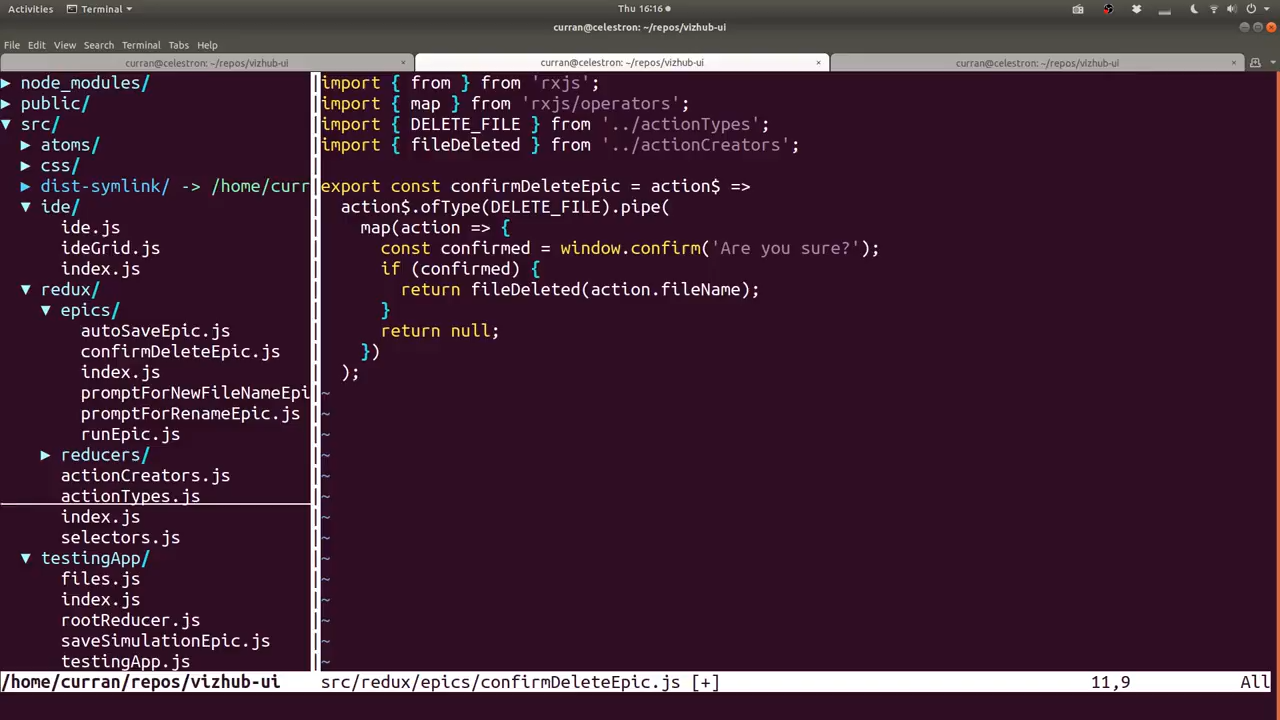 Activities Terminal Thu 16:16
curran@celestron: ~/repos/vizhub-ui
File Edit View Search Terminal Tabs Help
curran@celestron: ~/repos/vizhub-ui × curran@celestron: ~/repos/vizhub-ui × curran@celestron: ~/repos/vizhub-ui ×
▶ node_modules/
▶ public/
▼ src/
▶ atoms/
▶ css/
▶ dist-symlink/ -> /home/curr
▼ ide/
ide.js
ideGrid.js
index.js
▼ redux/
▼ epics/
autoSaveEpic.js
confirmDeleteEpic.js
index.js
promptForNewFileNameEpi
promptForRenameEpic.js
runEpic.js
▶ reducers/
actionCreators.js
actionTypes.js
index.js
selectors.js
▼ testingApp/
files.js
index.js
rootReducer.js
saveSimulationEpic.js
testingApp.js
/home/curran/repos/vizhub-ui
import { from } from 'rxjs';
import { map } from 'rxjs/operators';
import { DELETE_FILE } from '../actionTypes';
import { fileDeleted } from '../actionCreators';
export const confirmDeleteEpic = action$ =>
action$.ofType(DELETE_FILE).pipe(
map(action => {
const confirmed = window.confirm('Are you sure?');
if (confirmed) {
return fileDeleted(action.fileName);
}
return null;
})
);
~
~
~
~
~
~
~
~
~
~
~
~
~
~
src/redux/epics/confirmDeleteEpic.js [+] 11,9 All